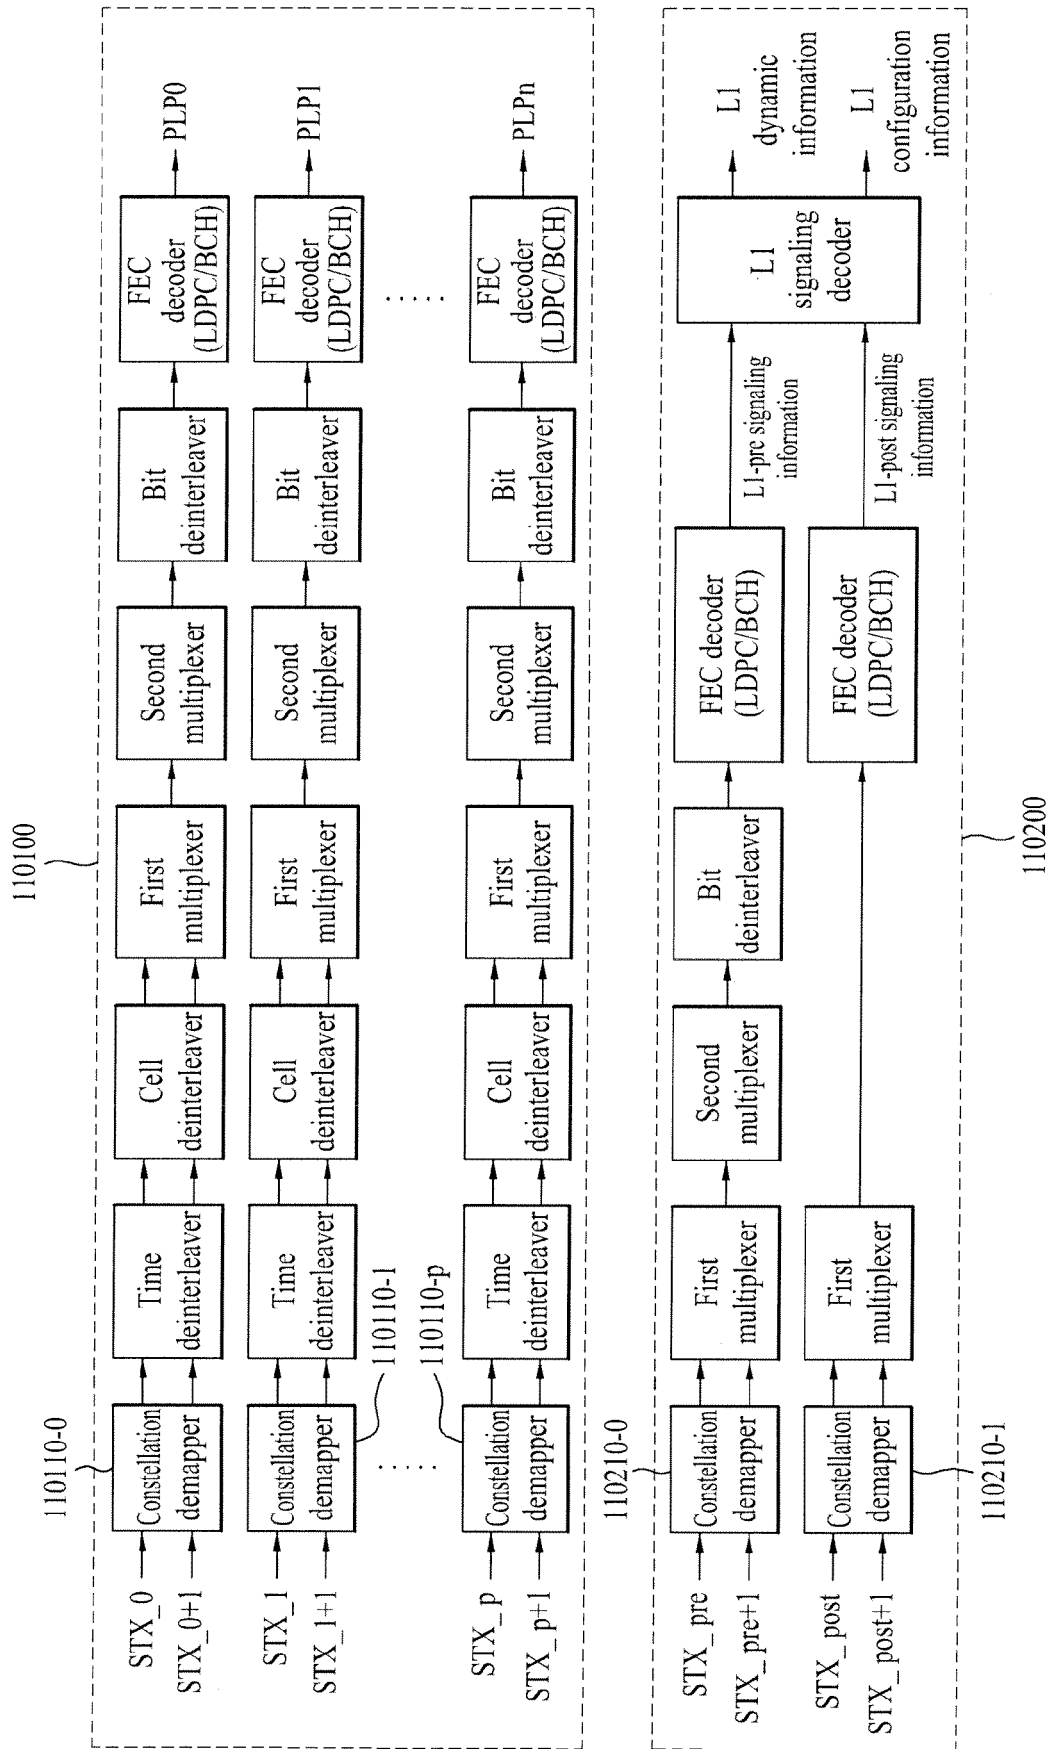 110100
110110-0
STX_0
STX_0+1
Constellation
demapper
Time
deinterleaver
Cell
deinterleaver
First
multiplexer
Second
multiplexer
Bit
deinterleaver
FEC
decoder
(LDPC/BCH)
PLP0
STX_1
STX_1+1
Constellation
demapper
Time
deinterleaver
Cell
deinterleaver
First
multiplexer
Second
multiplexer
Bit
deinterleaver
FEC
decoder
(LDPC/BCH)
PLP1
110110-1
.....
.....
110110-p
STX_p
STX_p+1
Constellation
demapper
Time
deinterleaver
Cell
deinterleaver
First
multiplexer
Second
multiplexer
Bit
deinterleaver
FEC
decoder
(LDPC/BCH)
PLPn
110210-0
STX_pre
STX_pre+1
Constellation
demapper
First
multiplexer
Second
multiplexer
Bit
deinterleaver
FEC decoder
(LDPC/BCH)
L1-pre signaling
information
L1
signaling
decoder
L1
dynamic
information
STX_post
STX_post+1
Constellation
demapper
First
multiplexer
FEC decoder
(LDPC/BCH)
L1-post signaling
information
L1
configuration
information
110210-1
110200